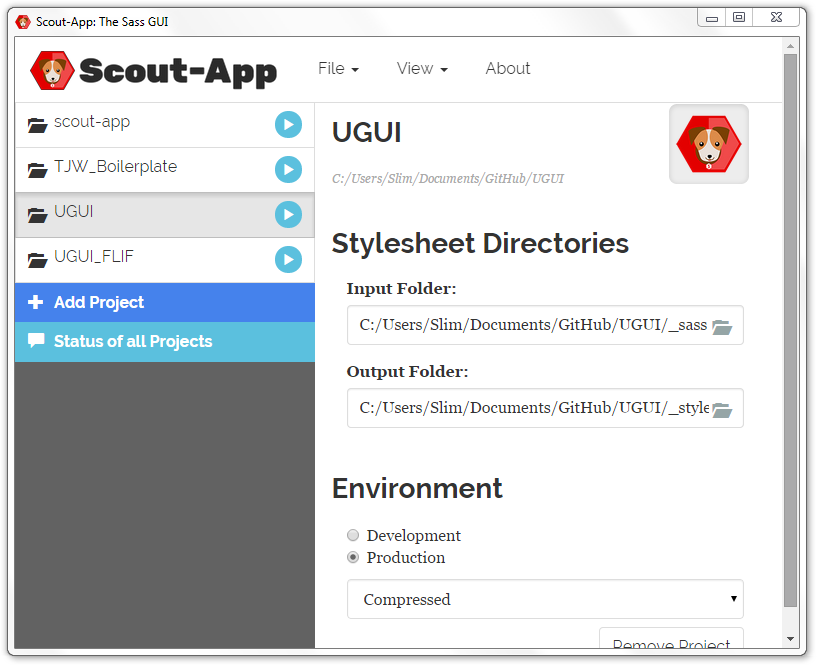 Scout-App: The Sass GUI
Scout-App File View About
scout-app
TJW_Boilerplate
UGUI
UGUI_FLIF
Add Project
Status of all Projects
UGUI
C:/Users/Slim/Documents/GitHub/UGUI
Stylesheet Directories
Input Folder:
C:/Users/Slim/Documents/GitHub/UGUI/_sass
Output Folder:
C:/Users/Slim/Documents/GitHub/UGUI/_style
Environment
Development
Production
Compressed
Remove Project